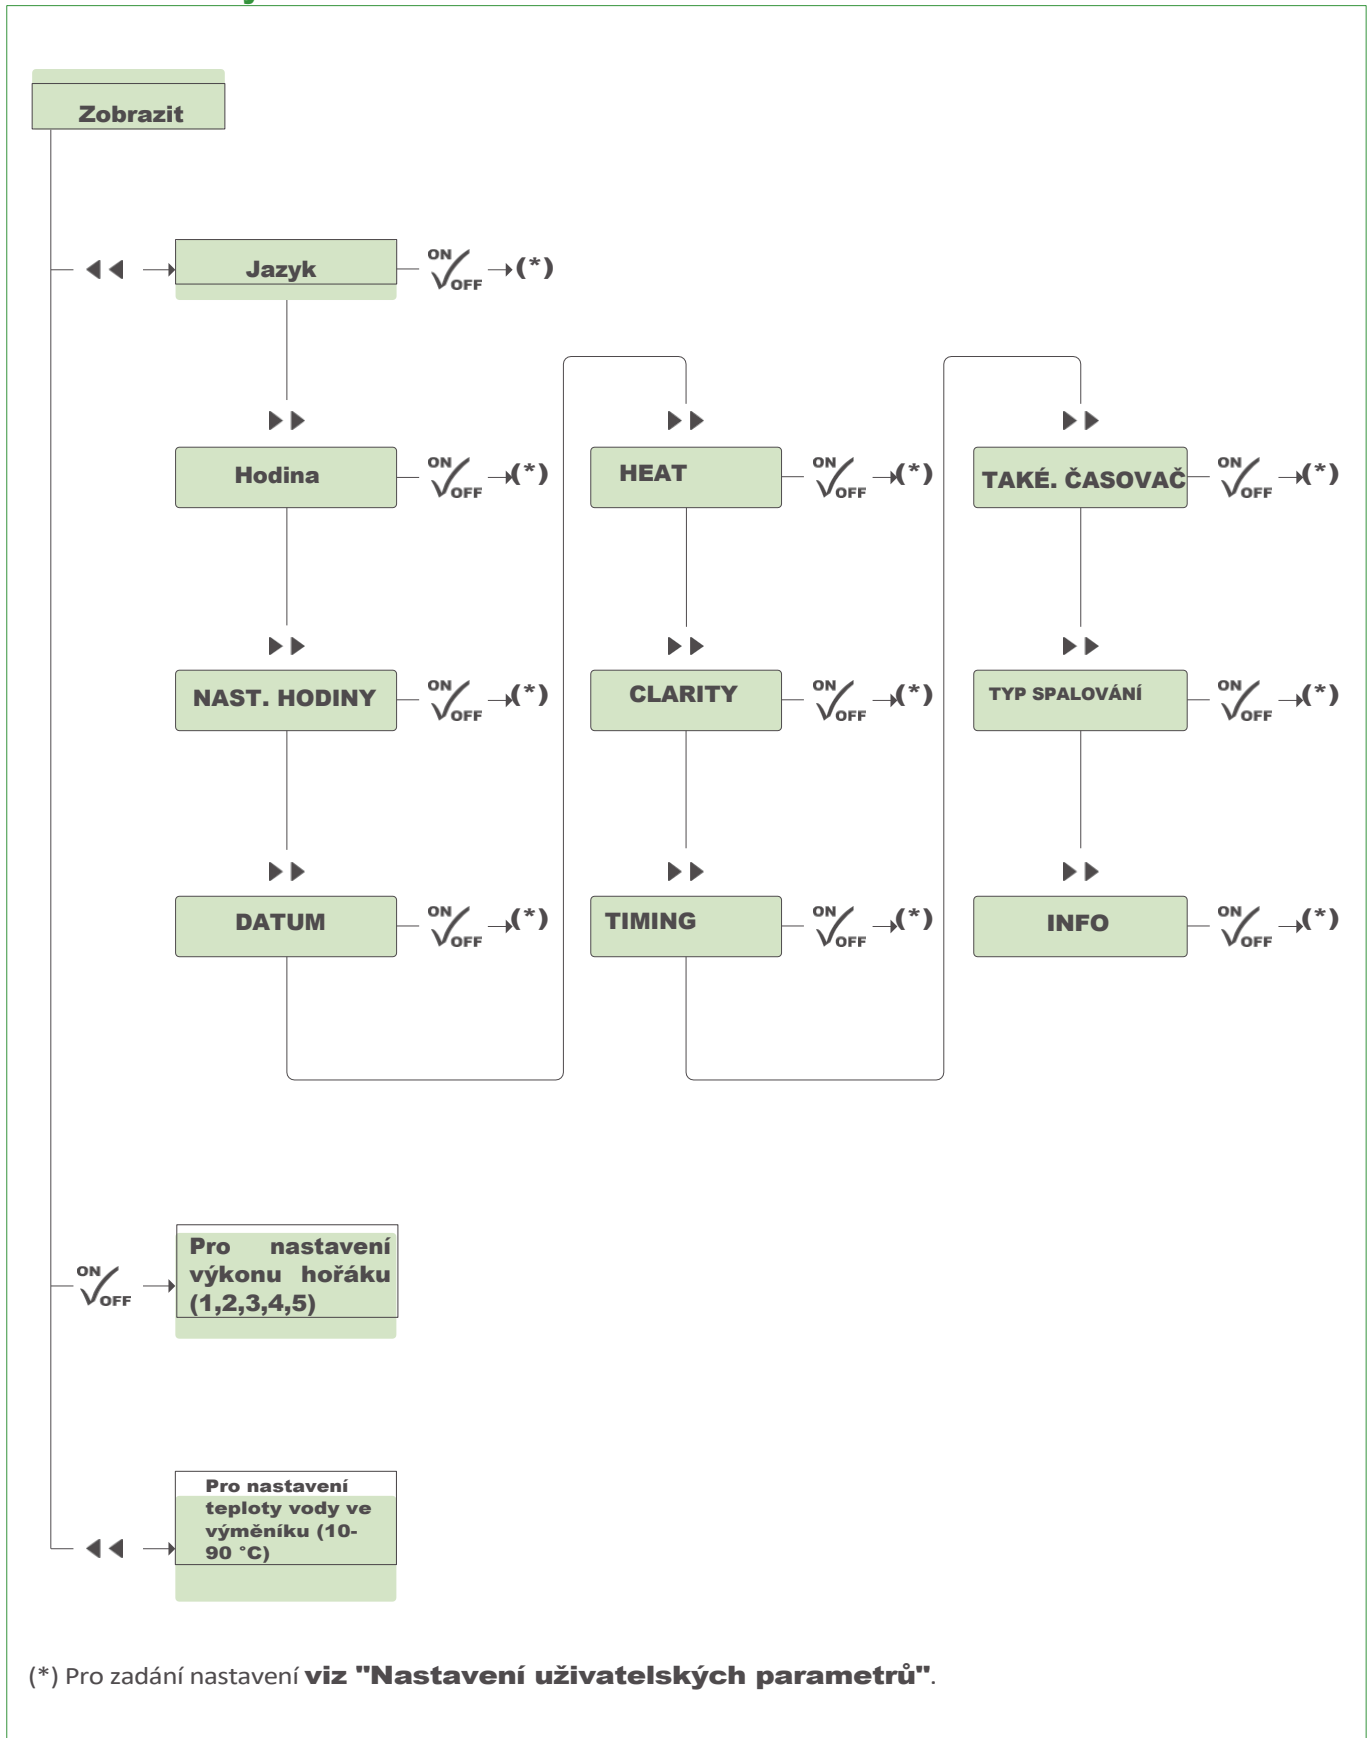 Zobrazit
Jazyk
ON
OFF
(*)
Hodina
ON
OFF
(*)
HEAT
ON
OFF
(*)
TAKÉ. ČASOVAČ
ON
OFF
(*)
NAST. HODINY
ON
OFF
(*)
CLARITY
ON
OFF
(*)
TYP SPALOVÁNÍ
ON
OFF
(*)
DATUM
ON
OFF
(*)
TIMING
ON
OFF
(*)
INFO
ON
OFF
(*)
ON
OFF
Pro nastavení
výkonu hořáku
(1,2,3,4,5)
Pro nastavení
teploty vody ve
výměníku (10-
90 °C)
(*) Pro zadání nastavení viz "Nastavení uživatelských parametrů".